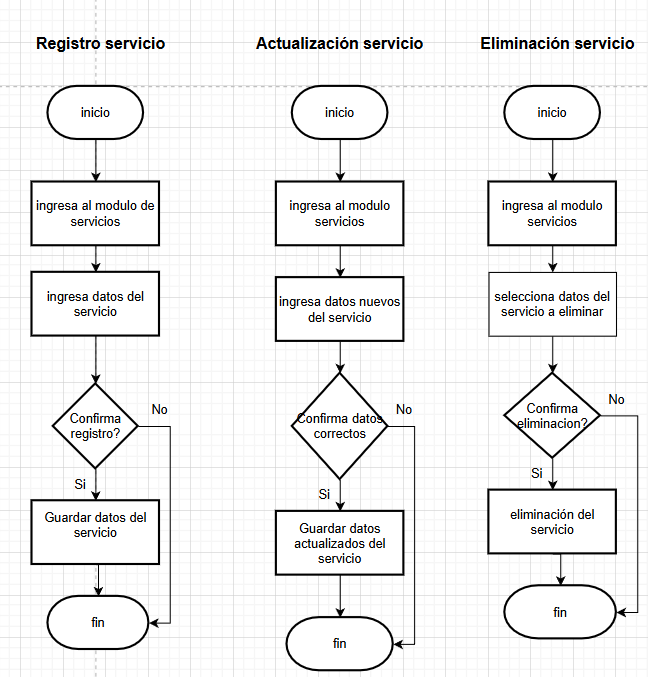 Registro servicio
inicio
ingresa al modulo de
servicios
ingresa datos del
servicio
Confirma
registro?
No
Si
Guardar datos del
servicio
fin
Actualización servicio
inicio
ingresa al modulo
servicios
ingresa datos nuevos
del servicio
Confirma datos
correctos
No
Si
Guardar datos
actualizados del
servicio
fin
Eliminación servicio
inicio
ingresa al modulo
servicios
selecciona datos del
servicio a eliminar
Confirma
eliminacion?
No
Si
eliminación del
servicio
fin